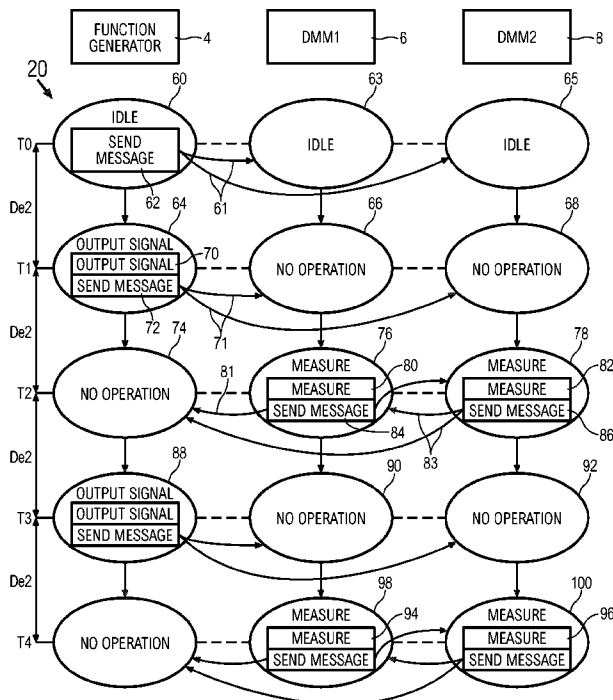 FUNCTION
GENERATOR
4
DMM1
6
DMM2
8
20
60
63
65
T0
IDLE
SEND
MESSAGE
IDLE
IDLE
62
61
De2
64
66
68
T1
OUTPUT SIGNAL
OUTPUT SIGNAL
70
SEND MESSAGE
NO OPERATION
NO OPERATION
72
71
De2
74
76
78
T2
NO OPERATION
81
MEASURE
MEASURE
80
SEND MESSAGE
84
MEASURE
MEASURE
82
SEND MESSAGE
86
83
De2
88
90
92
T3
OUTPUT SIGNAL
OUTPUT SIGNAL
SEND MESSAGE
NO OPERATION
NO OPERATION
De2
98
100
T4
NO OPERATION
MEASURE
MEASURE
94
SEND MESSAGE
MEASURE
MEASURE
96
SEND MESSAGE